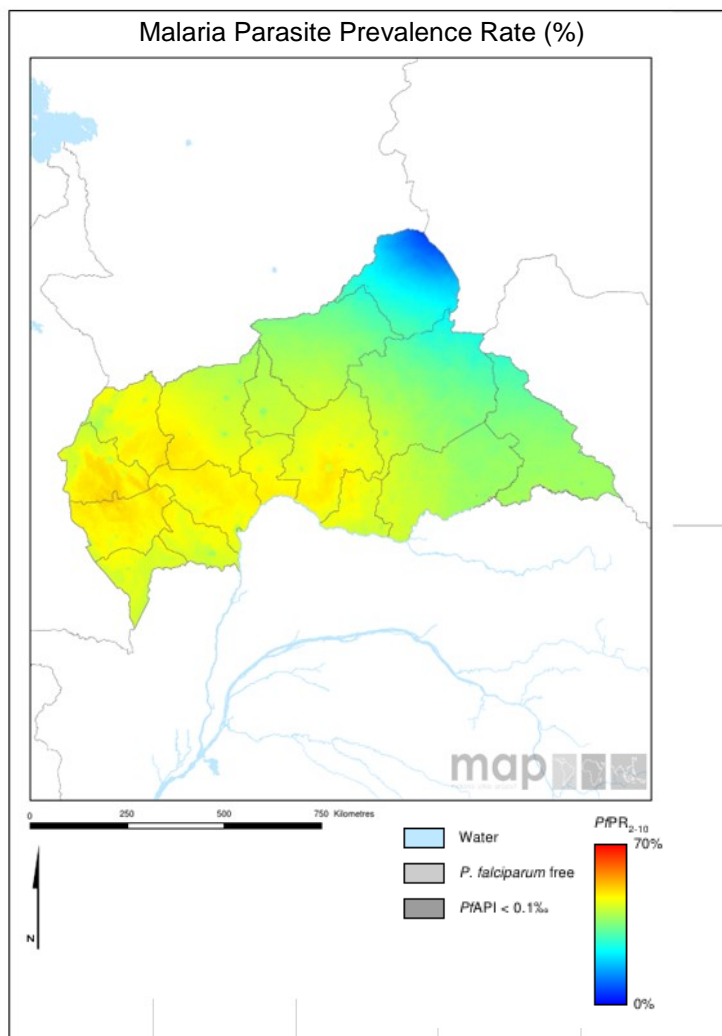 Malaria Parasite Prevalence Rate (%)
map
0 250 500 750 Kilometres
Water
P. falciparum free
PfAPI < 0.1‰
N
PfPR2-10
70%
0%